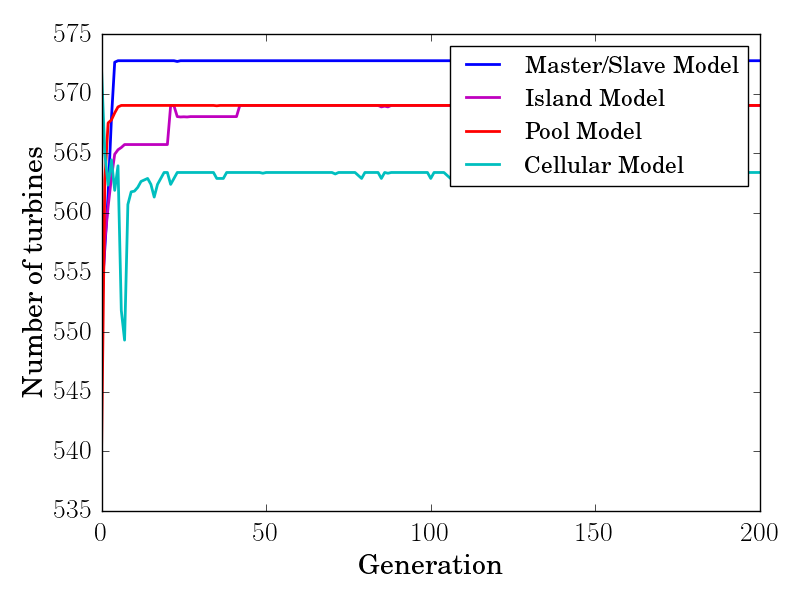 575
570
565
560
555
550
545
540
535
0
50
100
150
200
Number of turbines
Generation
Master/Slave Model
Island Model
Pool Model
Cellular Model